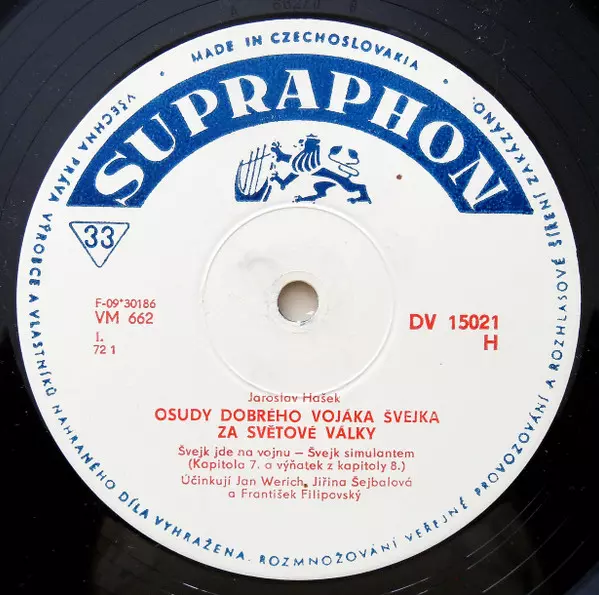 MADE IN CZECHOSLOVAKIA
SUPRAPHON
33
F-09*30186
VM 662
I.
72 1
DV 15021
H
Jaroslav Hašek
OSUDY DOBRÉHO VOJÁKA ŠVEJKA
ZA SVĚTOVÉ VÁLKY
Švejk jde na vojnu – Švejk simulantem
(Kapitola 7. a výňatek z kapitoly 8.)
Účinkují Jan Werich, Jiřina Šejbalová
a František Filipovský
VŠECHNA PRÁVA VÝROBCE A VLASTNÍKŮ NAHRANÉHO DÍLA VYHRAŽENA. ROZMNOŽOVÁNÍ VEŘEJNÉ PROVOZOVÁNÍ A ROZHLASOVÉ ŠÍŘENÍ ZAKÁZÁNO.